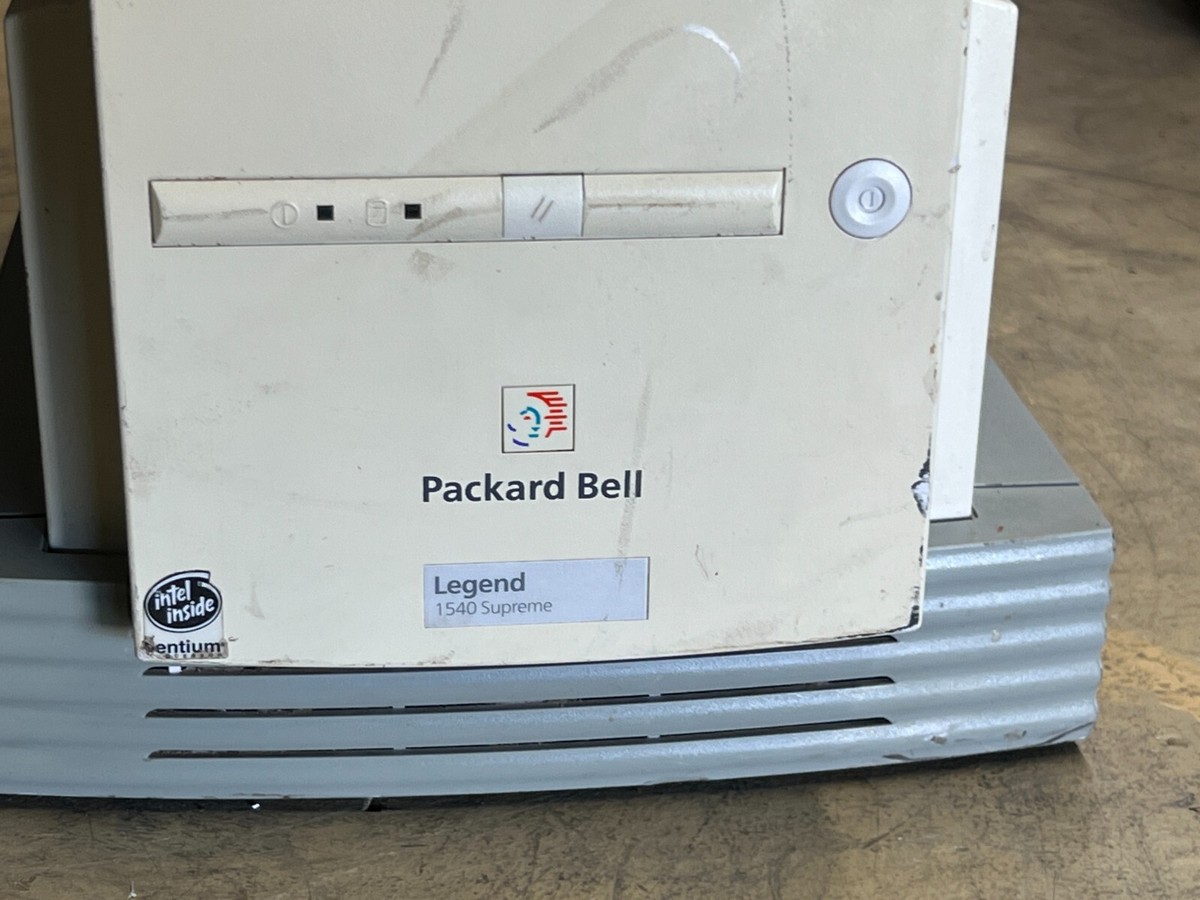 Packard Bell
Legend
1540 Supreme
intel
inside
entium